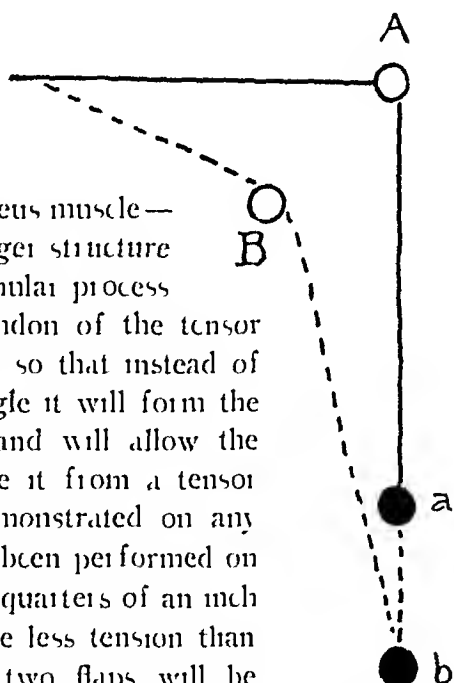 A
eus muscle—
B
ger structure
nular process
ndon of the tensor
so that instead of
gle it will form the
and will allow the
e it from a tensor
monstrated on any
been performed on
a
quarters of an inch
e less tension than
two flaps will be
b